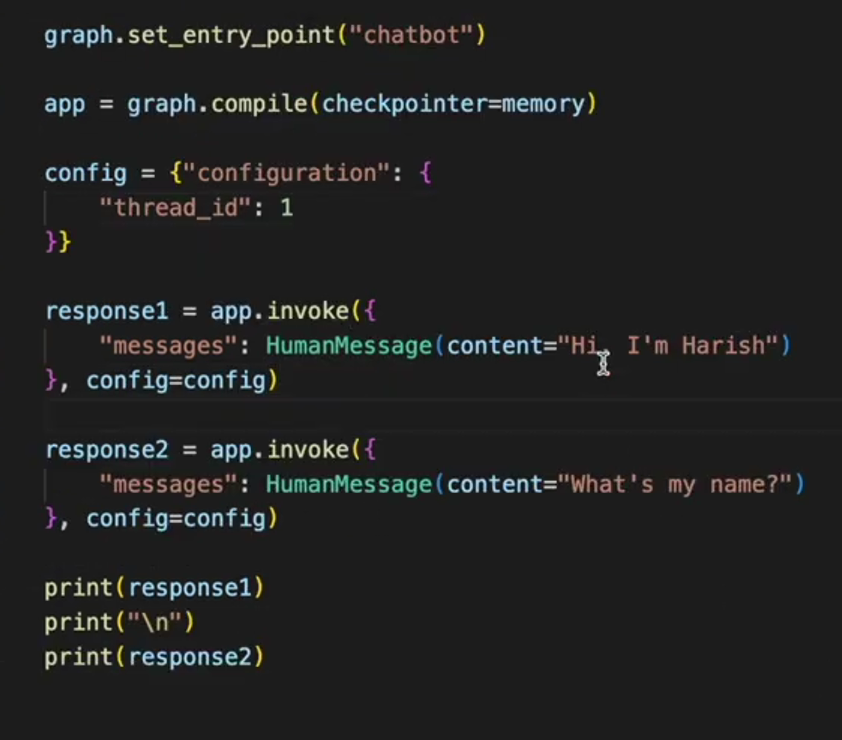 graph.set_entry_point("chatbot")
app = graph.compile(checkpointer=memory)
config = {"configuration": {
"thread_id": 1
}}
response1 = app.invoke({
"messages": HumanMessage(content="Hi, I'm Harish")
}, config=config)
response2 = app.invoke({
"messages": HumanMessage(content="What's my name?")
}, config=config)
print(response1)
print("\n")
print(response2)